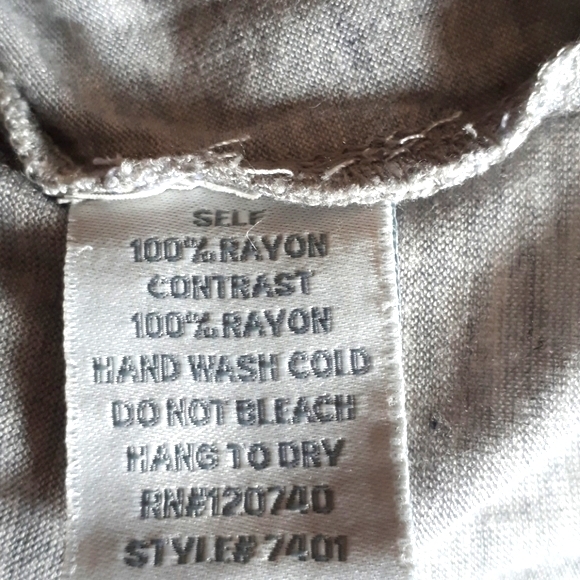 SELF
100% RAYON
CONTRAST
100% RAYON
HAND WASH COLD
DO NOT BLEACH
HANG TO DRY
RN#120740
STYLE# 7401